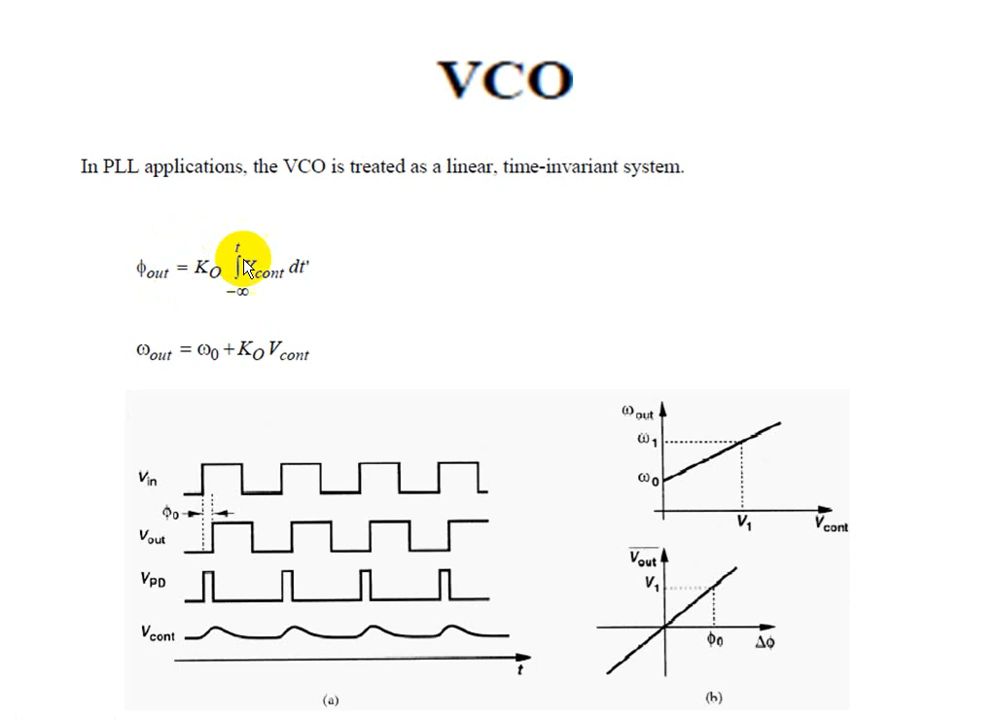 VCO
In PLL applications, the VCO is treated as a linear, time-invariant system.
t
ϕout = KO ∫Vcont dt'
−∞
ωout = ω0 + KO Vcont
Vin
ϕ0
Vout
VPD
Vcont
t
(a)
ωout
ω1
ω0
V1
Vcont
Vout
V1
ϕ0
Δϕ
(b)